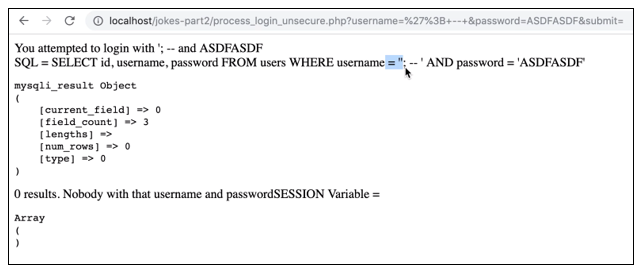 localhost/jokes-part2/process_login_unsecure.php?username=%27%3B+--+&password=ASDFASDF&submit=
You attempted to login with '; -- and ASDFASDF
SQL = SELECT id, username, password FROM users WHERE username = ''; -- ' AND password = 'ASDFASDF'
mysqli_result Object
(
    [current_field] => 0
    [field_count] => 3
    [lengths] =>
    [num_rows] => 0
    [type] => 0
)
0 results. Nobody with that username and passwordSESSION Variable =
Array
(
)